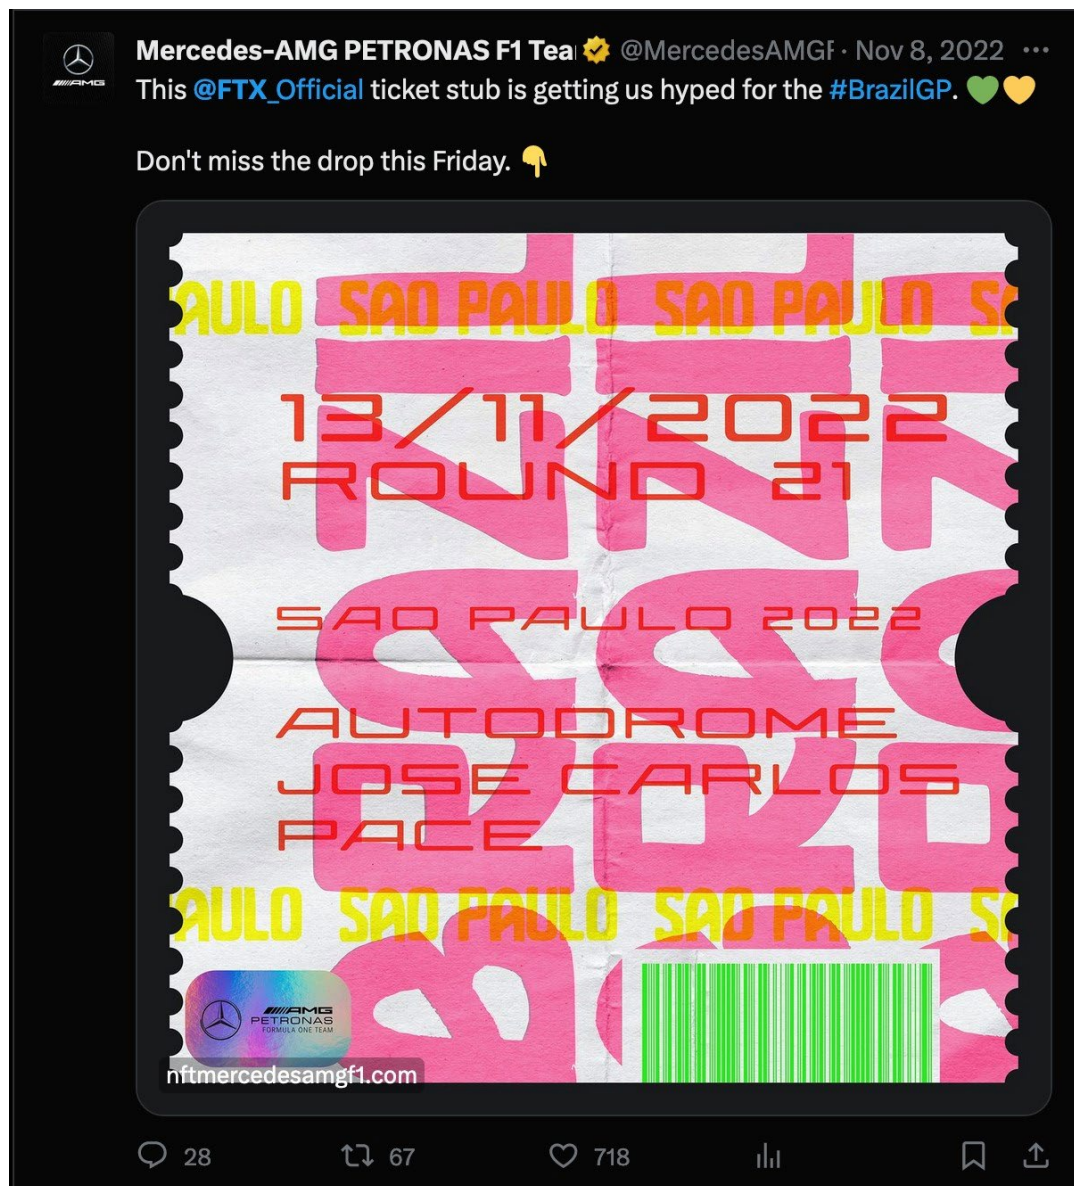 Mercedes-AMG PETRONAS F1 Tea @MercedesAMGF · Nov 8, 2022
This @FTX_Official ticket stub is getting us hyped for the #BrazilGP. 💚💛
Don't miss the drop this Friday. 👇
AULO SAO PAULO SAO PAULO S
13/11/2022
ROUND 21
SAO PAULO 2022
AUTODROME
JOSE CARLOS
PACE
AULO SAO PAULO SAO PAULO S
BRAZIL BRAZIL
AMG
PETRONAS
FORMULA ONE TEAM
nftmercedesamgf1.com
28 67 718